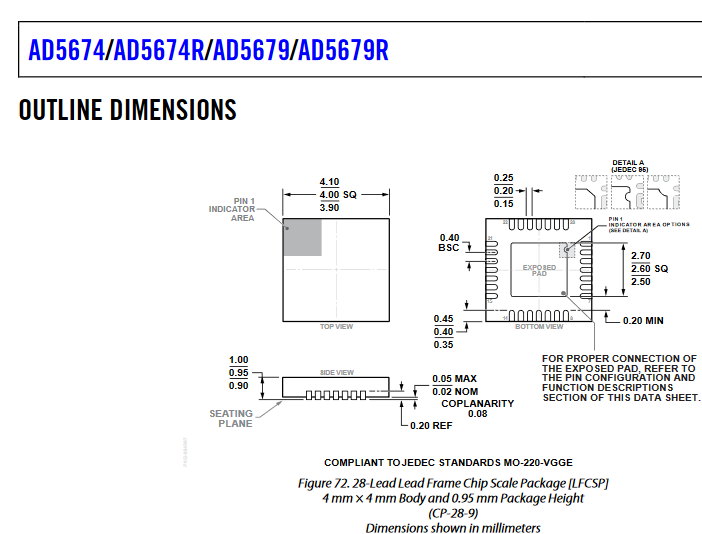 AD5674/AD5674R/AD5679/AD5679R
OUTLINE DIMENSIONS
DETAIL A
(JEDEC 95)
4.10
4.00 SQ
3.90
PIN 1
INDICATOR
AREA
TOP VIEW
0.25
0.20
0.15
PIN 1
INDICATOR AREA OPTIONS
(SEE DETAIL A)
0.40
BSC
EXPOSED
PAD
2.70
2.60 SQ
2.50
0.45
0.40
0.35
BOTTOM VIEW
0.20 MIN
1.00
0.95
0.90
SIDE VIEW
0.05 MAX
0.02 NOM
COPLANARITY
0.08
0.20 REF
SEATING
PLANE
FOR PROPER CONNECTION OF
THE EXPOSED PAD, REFER TO
THE PIN CONFIGURATION AND
FUNCTION DESCRIPTIONS
SECTION OF THIS DATA SHEET.
COMPLIANT TO JEDEC STANDARDS MO-220-VGGE
Figure 72. 28-Lead Lead Frame Chip Scale Package [LFCSP]
4 mm × 4 mm Body and 0.95 mm Package Height
(CP-28-9)
Dimensions shown in millimeters